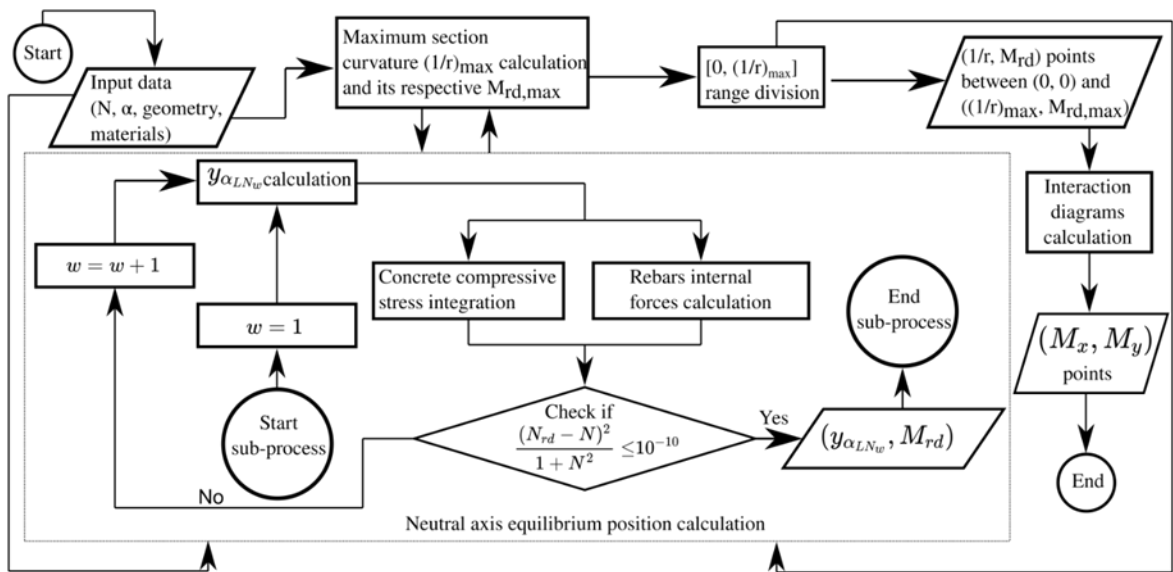 Start
Input data
(N, α, geometry,
materials)
Maximum section
curvature (1/r)max calculation
and its respective Mrd,max
[0, (1/r)max]
range division
(1/r, Mrd) points
between (0, 0) and
((1/r)max, Mrd,max)
yαLNw calculation
w = w + 1
w = 1
Start
sub-process
Concrete compressive
stress integration
Rebars internal
forces calculation
Check if
(Nrd − N)²
1 + N²
≤10⁻¹⁰
Yes
No
(yαLNw, Mrd)
End
sub-process
Neutral axis equilibrium position calculation
Interaction
diagrams
calculation
(Mx, My)
points
End